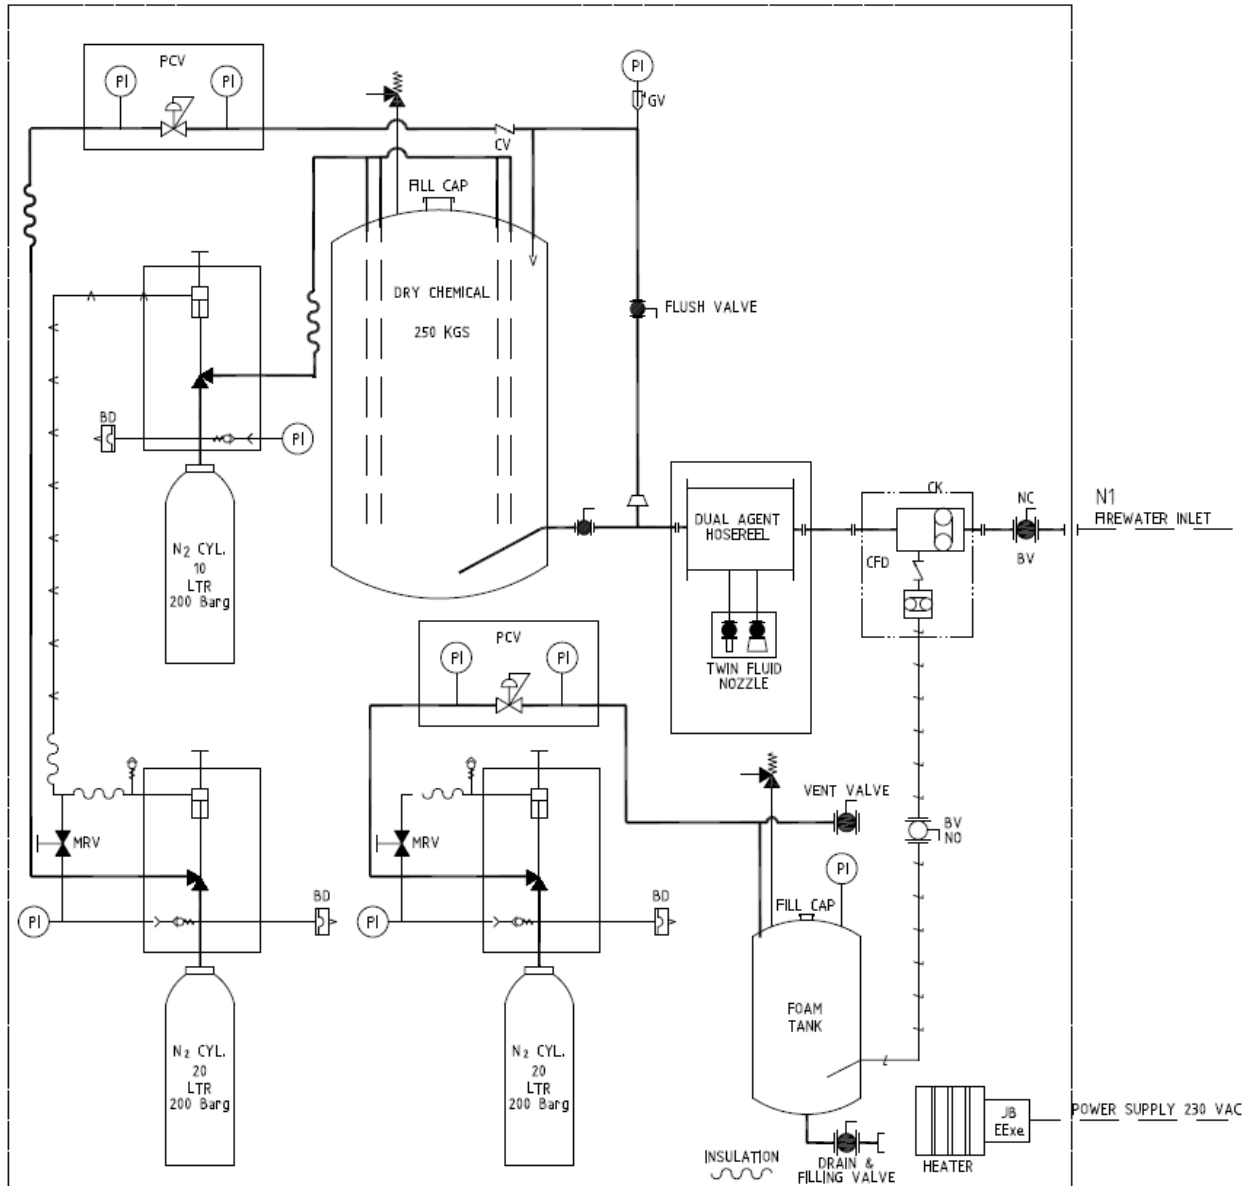 PCV
PI
PI
PI
GV
CV
FILL CAP
DRY CHEMICAL
250 KGS
FLUSH VALVE
BD
PI
N2 CYL.
10
LTR
200 Barg
DUAL AGENT
HOSEREEL
TWIN FLUID
NOZZLE
CK
CFD
NC
BV
N1
FIREWATER INLET
PCV
PI
PI
MRV
PI
BD
N2 CYL.
20
LTR
200 Barg
MRV
PI
BD
N2 CYL.
20
LTR
200 Barg
VENT VALVE
BV
NO
PI
FILL CAP
FOAM
TANK
INSULATION
DRAIN &
FILLING VALVE
JB
EExe
HEATER
POWER SUPPLY 230 VAC